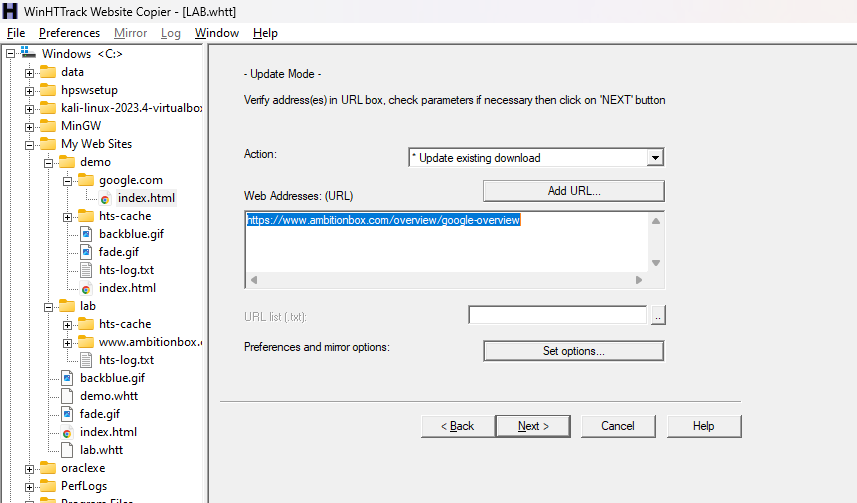 WinHTTrack Website Copier - [LAB.whtt]
File Preferences Mirror Log Window Help
Windows <C:>
data
hpswsetup
kali-linux-2023.4-virtualbox
MinGW
My Web Sites
demo
google.com
index.html
hts-cache
backblue.gif
fade.gif
hts-log.txt
index.html
lab
hts-cache
www.ambitionbox.c
hts-log.txt
backblue.gif
demo.whtt
fade.gif
index.html
lab.whtt
oraclexe
PerfLogs
Program Files
- Update Mode -
Verify address(es) in URL box, check parameters if necessary then click on 'NEXT' button
Action:
* Update existing download
Web Addresses: (URL)
Add URL...
https://www.ambitionbox.com/overview/google-overview
URL list (.txt):
..
Preferences and mirror options:
Set options...
< Back
Next >
Cancel
Help